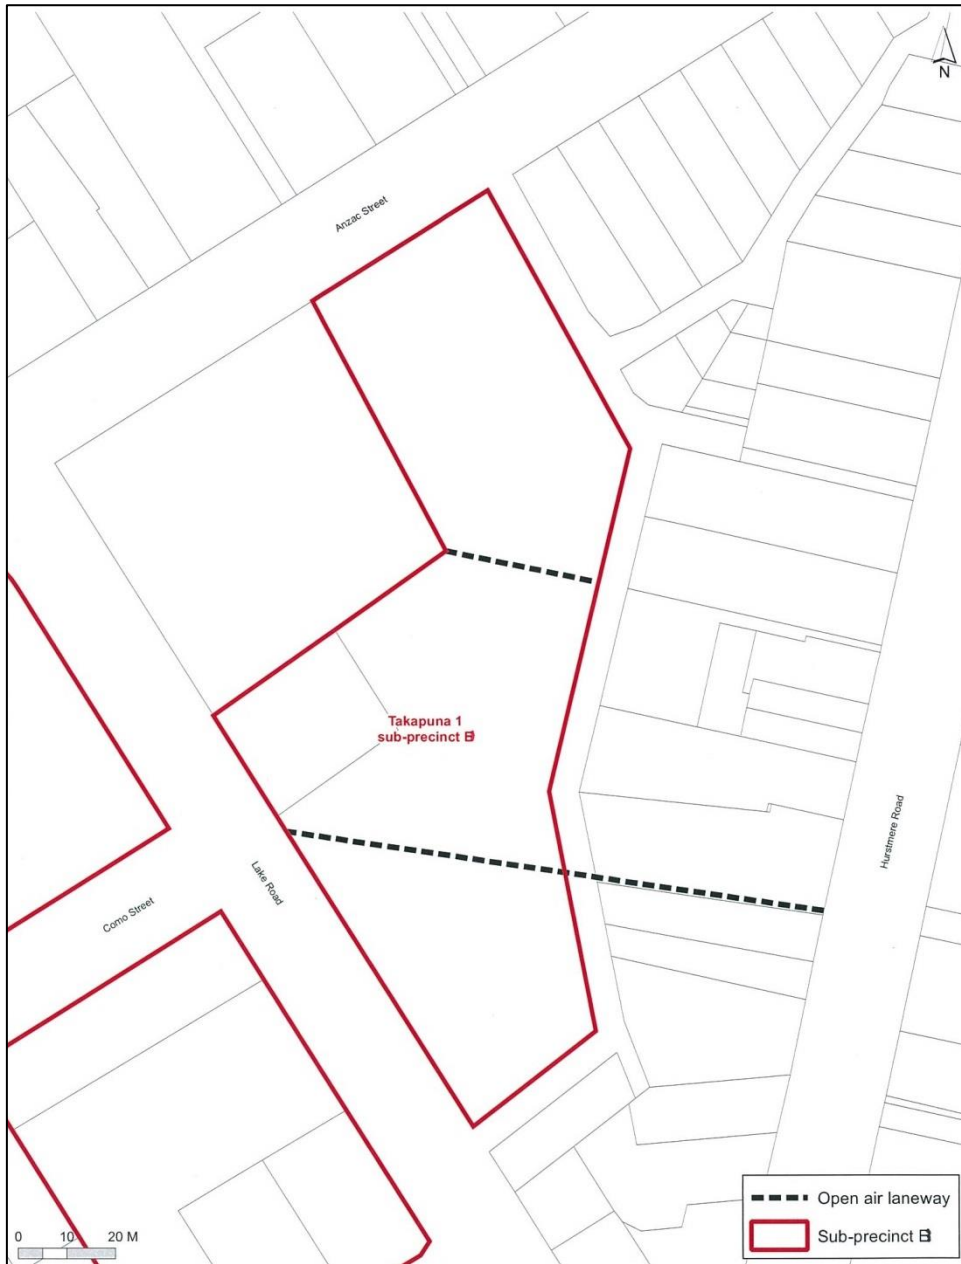 N
Anzac Street
Takapuna 1
sub-precinct
Hurstmere Road
Lake Road
Como Street
Open air laneway
Sub-precinct
0 10 20 M